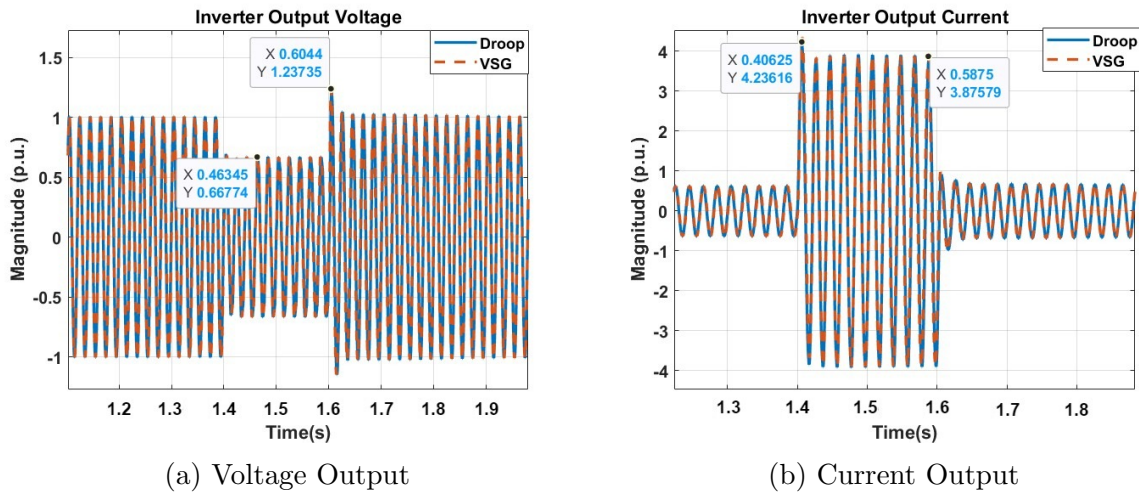 Inverter Output Voltage
Droop
VSG
X 0.6044
Y 1.23735
X 0.46345
Y 0.66774
1.5
1
0.5
0
-0.5
-1
Magnitude (p.u.)
1.2 1.3 1.4 1.5 1.6 1.7 1.8 1.9
Time(s)
(a) Voltage Output
Inverter Output Current
Droop
VSG
X 0.40625
Y 4.23616
X 0.5875
Y 3.87579
4
3
2
1
0
-1
-2
-3
-4
Magnitude (p.u.)
1.3 1.4 1.5 1.6 1.7 1.8
Time(s)
(b) Current Output